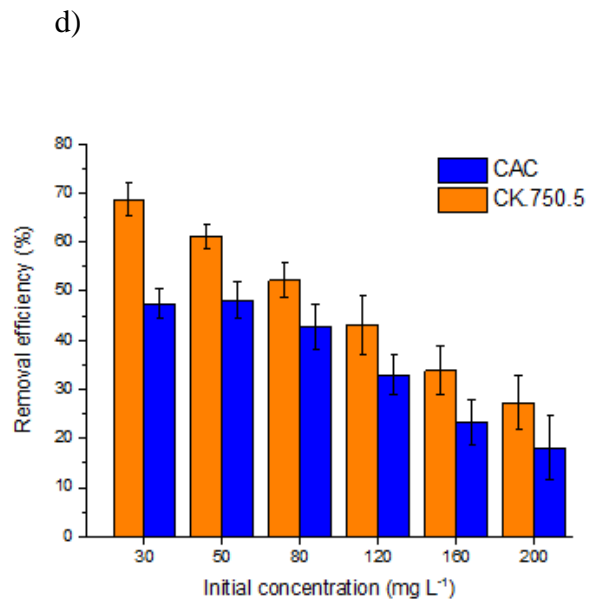 d)
80
70
60
50
40
30
20
10
0
Removal efficiency (%)
CAC
CK.750.5
30 50 80 120 160 200
Initial concentration (mg L⁻¹)